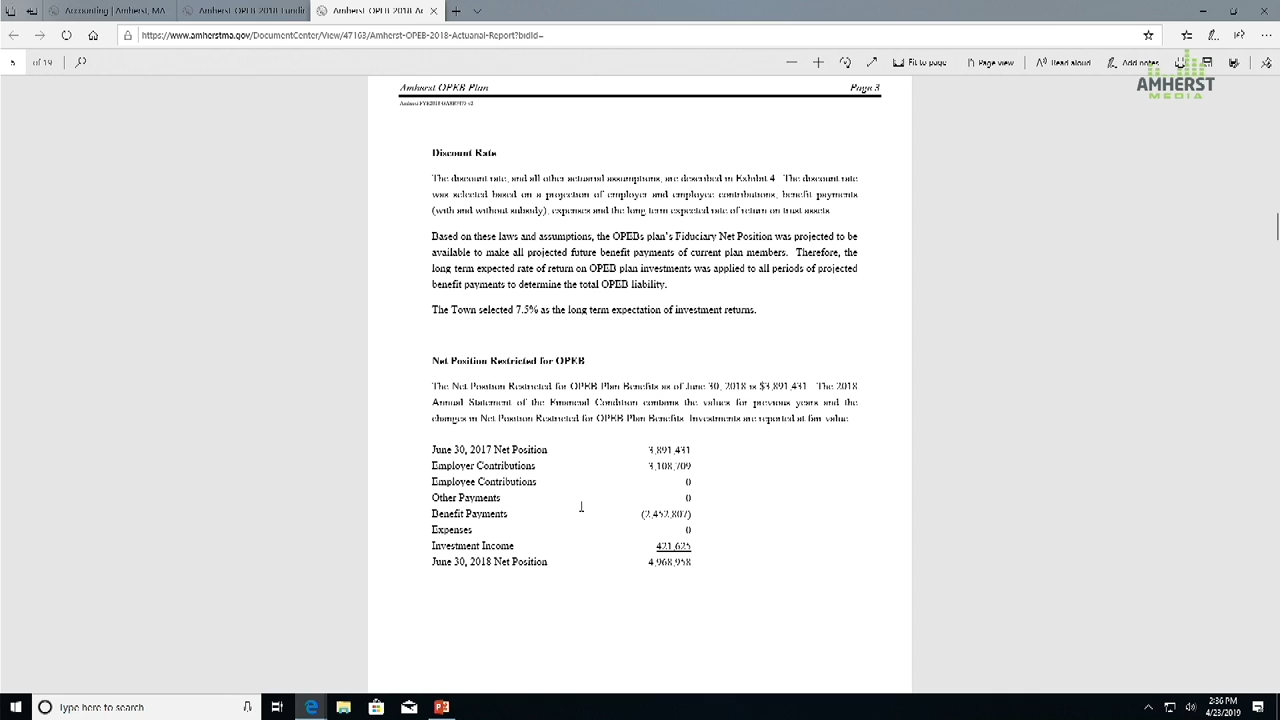 Accounting | Amherst, MA
Amherst OPEB 2018 Fundin
Amherst OPEB 2018 Ac
https://www.amherstma.gov/DocumentCenter/View/47163/Amherst-OPEB-2018-Actuarial-Report?bidId=
5 of 19
Fit to page
Page view
Read aloud
Add notes
AMHERST
MEDIA
Amherst OPEB Plan Page 3
Discount Rate
The discount rate, and all other actuarial assumptions, are described in Exhibit 4. The discount rate
was selected based on a projection of employer and employee contributions, benefit payments
(with and without subsidy), expenses and the long term expected rate of return on trust assets.
Based on these laws and assumptions, the OPEBs plan's Fiduciary Net Position was projected to be
available to make all projected future benefit payments of current plan members. Therefore, the
long term expected rate of return on OPEB plan investments was applied to all periods of projected
benefit payments to determine the total OPEB liability.
The Town selected 7.5% as the long term expectation of investment returns.
Net Position Restricted for OPEB
The Net Position Restricted for OPEB Plan Benefits as of June 30, 2018 is $3,891,431. The 2018
Annual Statement of the Financial Condition contains the values for previous years and the
changes in Net Position Restricted for OPEB Plan Benefits. Investments are reported at fair value.
June 30, 2017 Net Position 3,891,431
Employer Contributions 3,108,709
Employee Contributions 0
Other Payments 0
Benefit Payments (2,452,807)
Expenses 0
Investment Income 421,625
June 30, 2018 Net Position 4,968,958
Type here to search
2:36 PM
4/23/2019